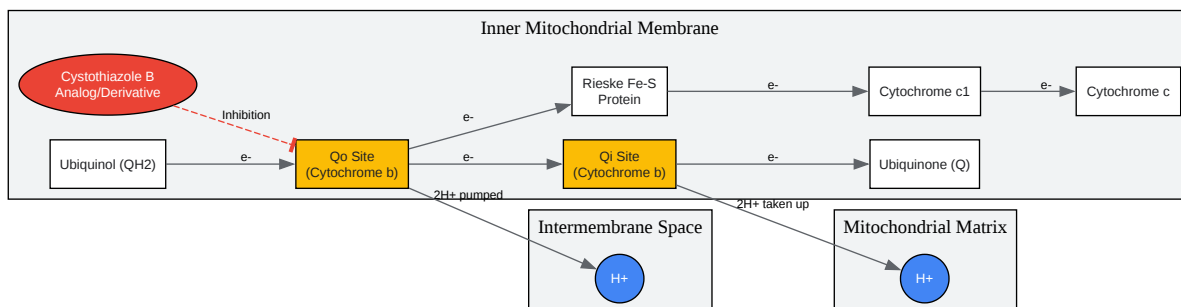 Inner Mitochondrial Membrane
Cystothiazole B
Analog/Derivative
Inhibition
Rieske Fe-S
Protein
e-
Cytochrome c1
e-
Cytochrome c
e-
Ubiquinol (QH2)
e-
Qo Site
(Cytochrome b)
e-
Qi Site
(Cytochrome b)
e-
Ubiquinone (Q)
2H+ pumped
2H+ taken up
Intermembrane Space
H+
Mitochondrial Matrix
H+